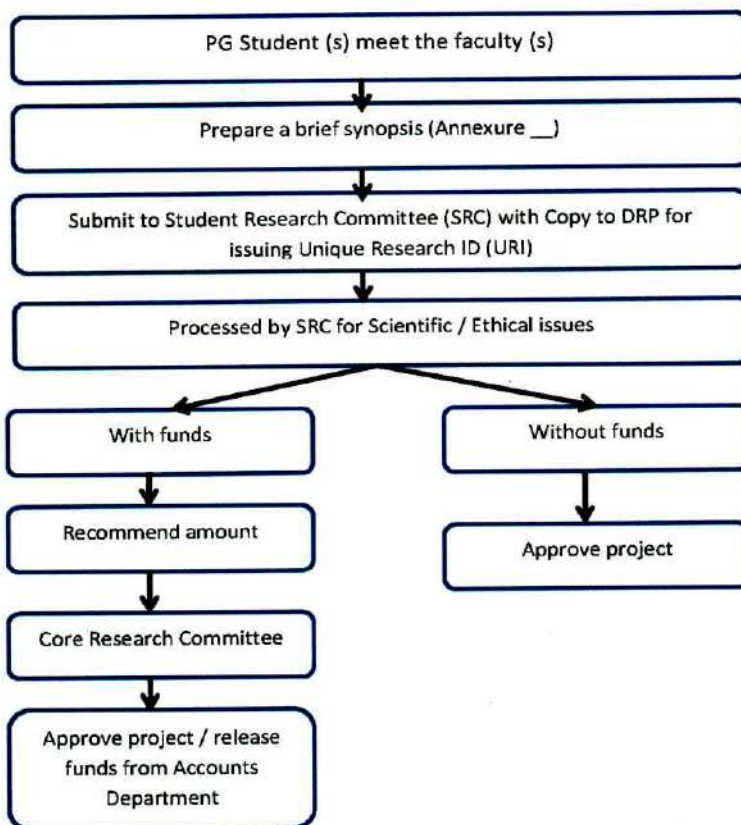 PG Student (s) meet the faculty (s)
Prepare a brief synopsis (Annexure __)
Submit to Student Research Committee (SRC) with Copy to DRP for
issuing Unique Research ID (URI)
Processed by SRC for Scientific / Ethical issues
With funds
Without funds
Recommend amount
Approve project
Core Research Committee
Approve project / release
funds from Accounts
Department